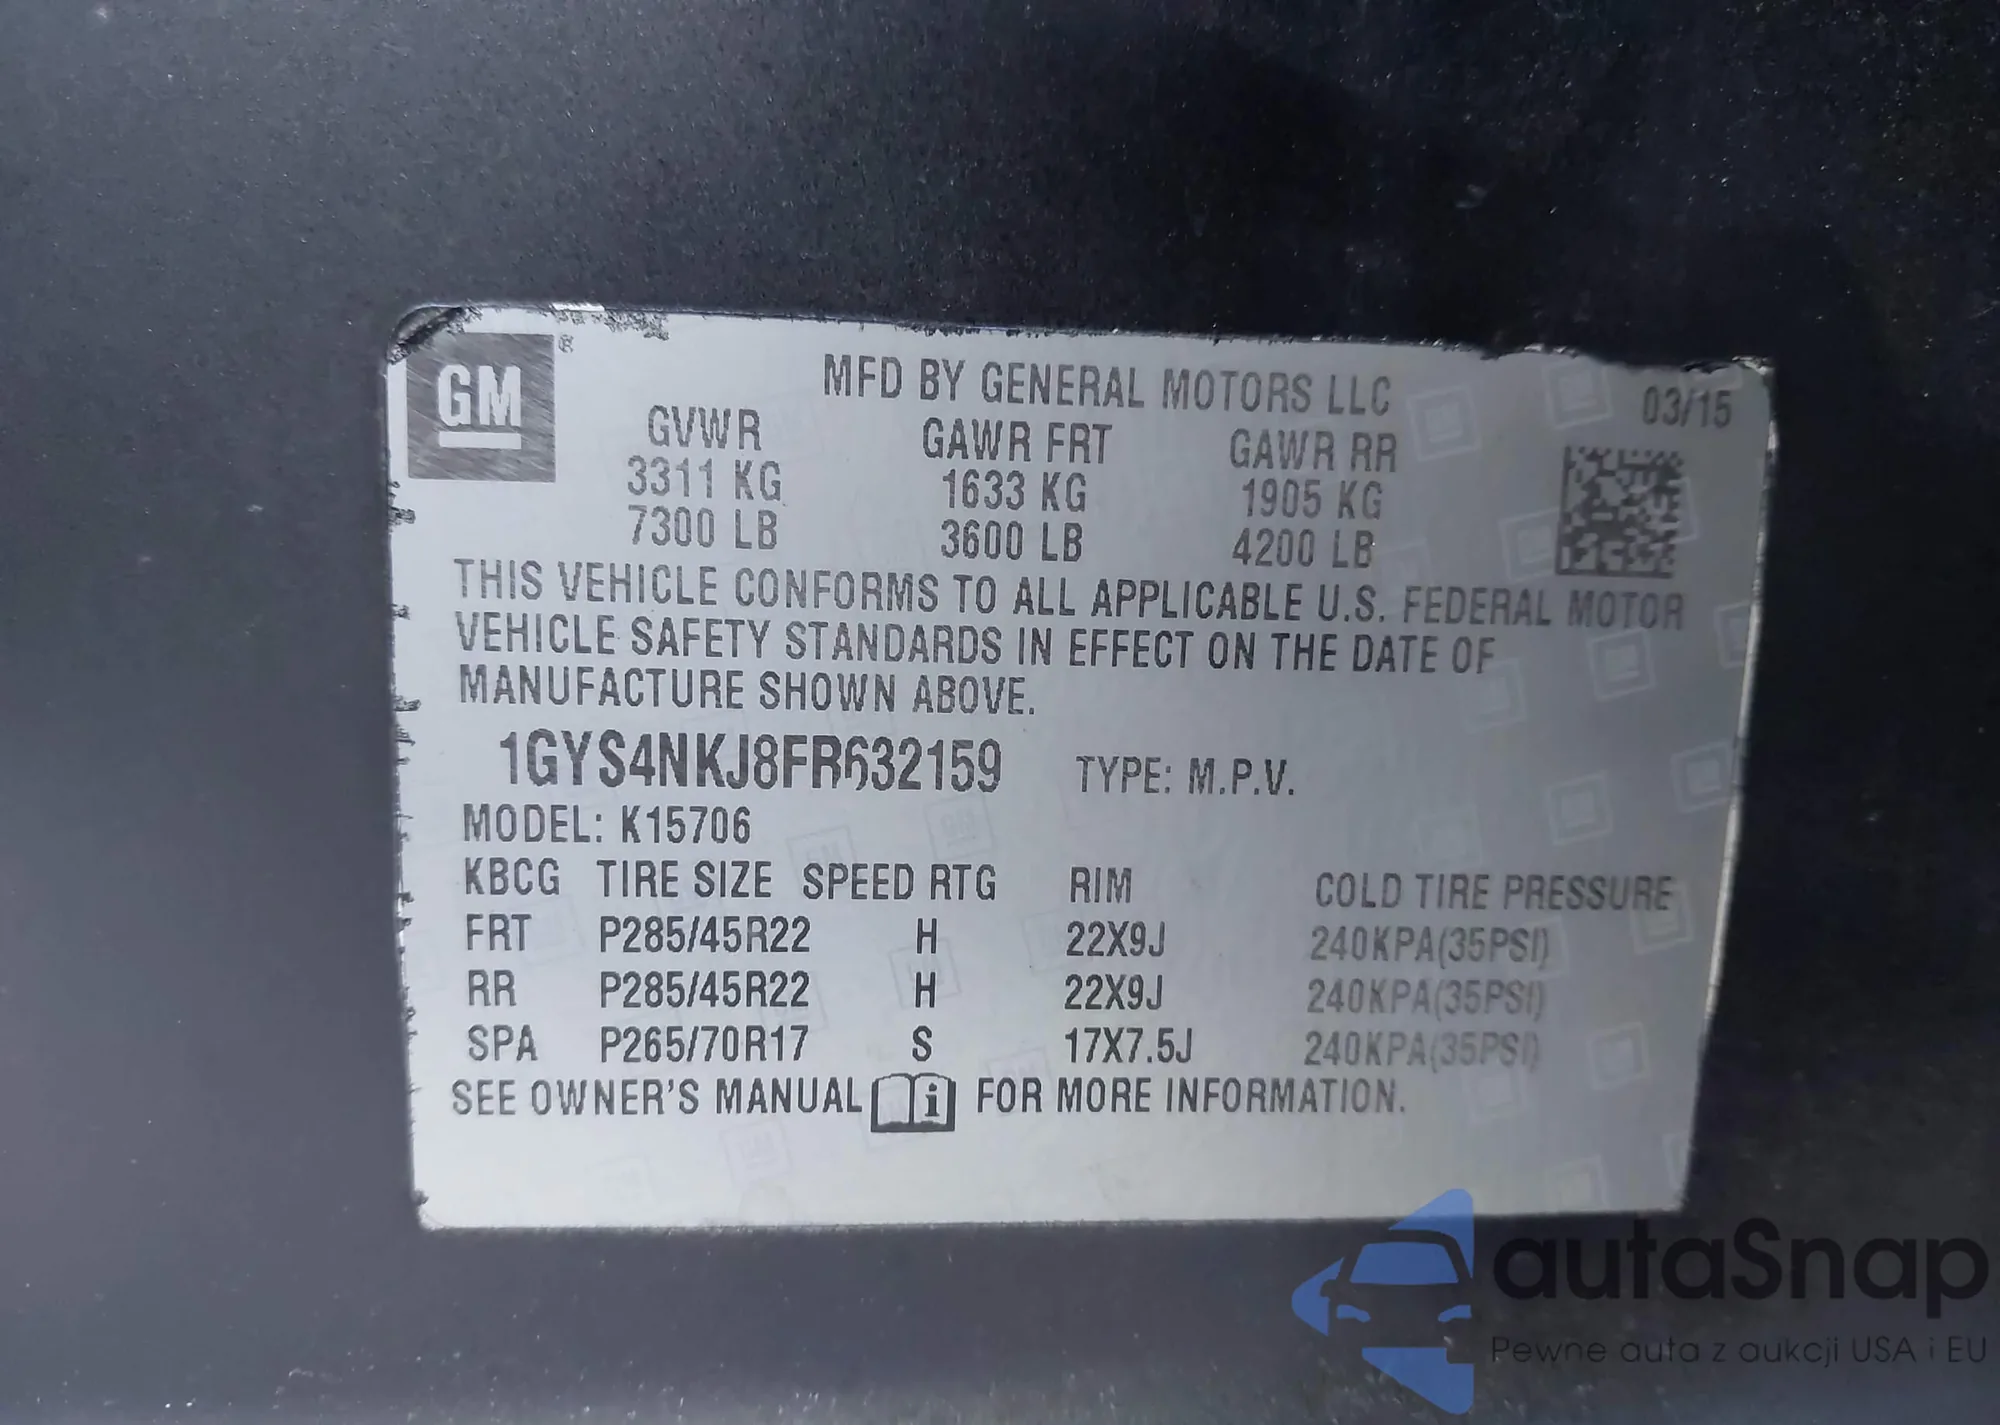 GM ®
MFD BY GENERAL MOTORS LLC
03/15
GVWR GAWR FRT GAWR RR
3311 KG 1633 KG 1905 KG
7300 LB 3600 LB 4200 LB
THIS VEHICLE CONFORMS TO ALL APPLICABLE U.S. FEDERAL MOTOR
VEHICLE SAFETY STANDARDS IN EFFECT ON THE DATE OF
MANUFACTURE SHOWN ABOVE.
1GYS4NKJ8FR632159 TYPE: M.P.V.
MODEL: K15706
KBCG TIRE SIZE SPEED RTG RIM COLD TIRE PRESSURE
FRT P285/45R22 H 22X9J 240KPA(35PSI)
RR P285/45R22 H 22X9J 240KPA(35PSI)
SPA P265/70R17 S 17X7.5J 240KPA(35PSI)
SEE OWNER'S MANUAL i FOR MORE INFORMATION.
autaSnap
Pewne auta z aukcji USA i EU